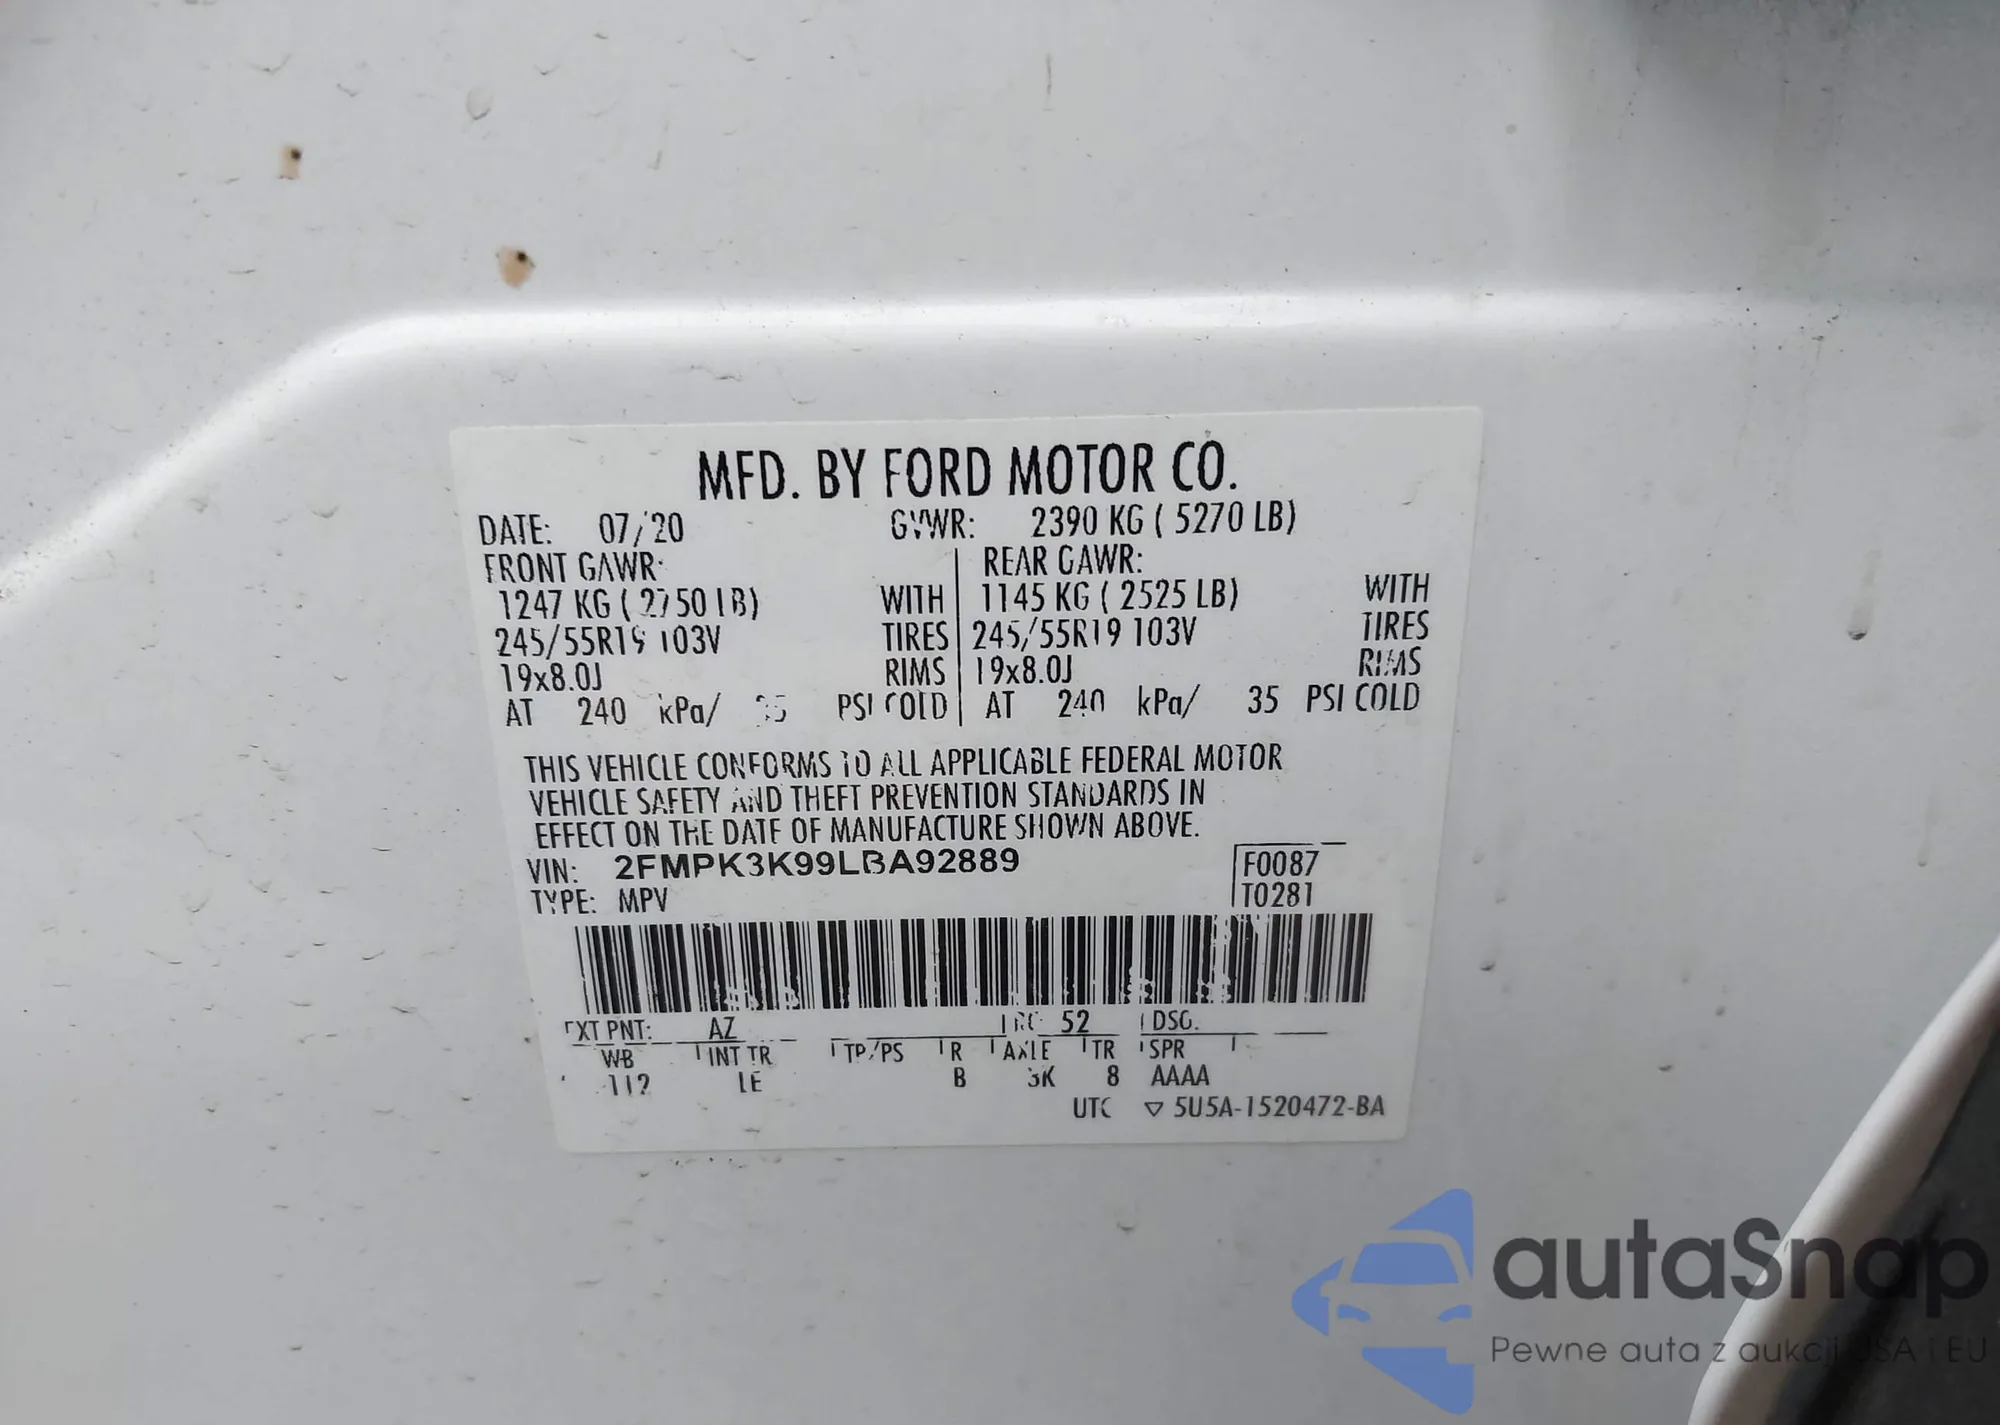 MFD. BY FORD MOTOR CO.
DATE: 07/20 GVWR: 2390 KG ( 5270 LB)
FRONT GAWR: REAR GAWR:
1247 KG ( 2750 LB) WITH 1145 KG ( 2525 LB) WITH
245/55R19 103V TIRES 245/55R19 103V TIRES
19x8.0J RIMS 19x8.0J RIMS
AT 240 kPa/ 35 PSI COLD AT 240 kPa/ 35 PSI COLD
THIS VEHICLE CONFORMS TO ALL APPLICABLE FEDERAL MOTOR
VEHICLE SAFETY AND THEFT PREVENTION STANDARDS IN
EFFECT ON THE DATE OF MANUFACTURE SHOWN ABOVE.
VIN: 2FMPK3K99LBA92889 F0087
TYPE: MPV T0281
EXT PNT: AZ RC: 52 DSO:
WB INT TR TP/PS R AXLE TR SPR
112 B 3K 8 AAAA
UTC ▽ 5U5A-1520472-BA
autaSnap
Pewne auta z aukcji USA i EU